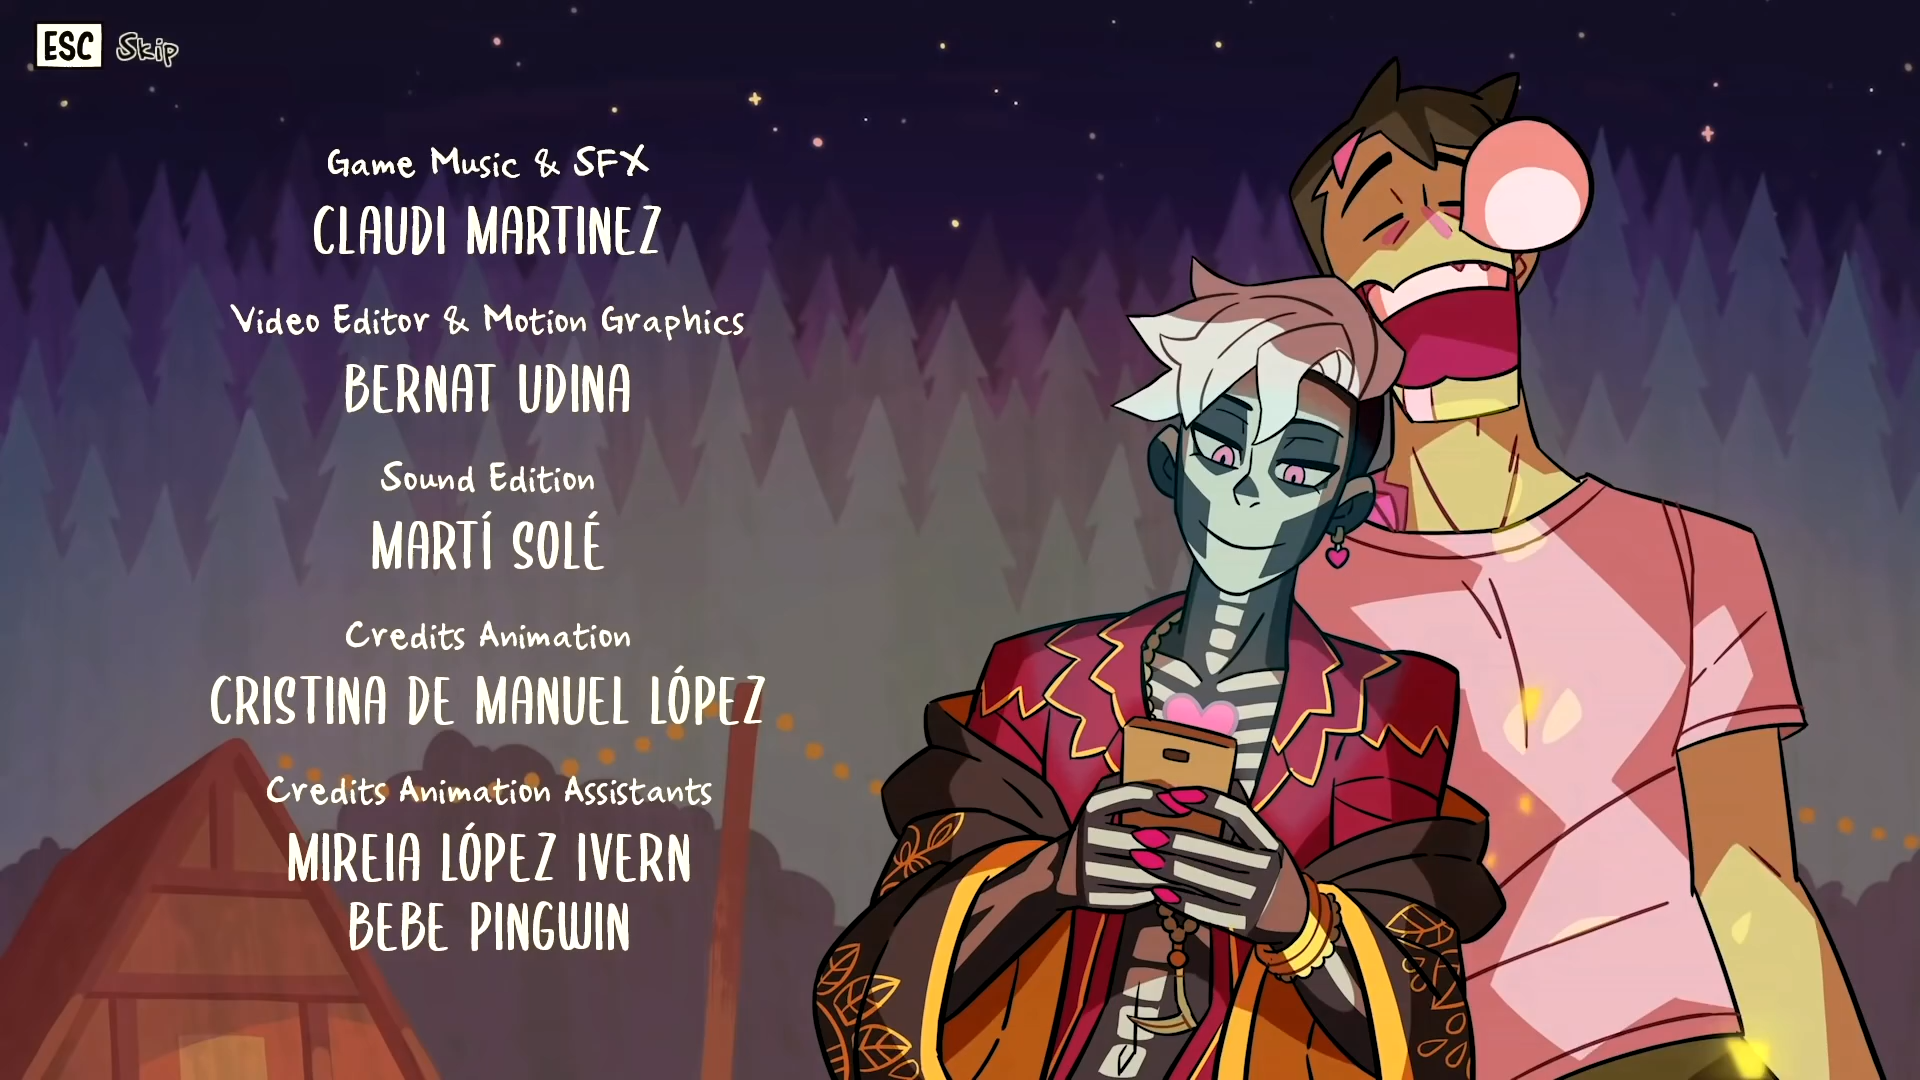 ESC Skip
Game Music & SFX
CLAUDI MARTINEZ
Video Editor & Motion Graphics
BERNAT UDINA
Sound Edition
MARTÍ SOLÉ
Credits Animation
CRISTINA DE MANUEL LÓPEZ
Credits Animation Assistants
MIREIA LÓPEZ IVERN
BEBE PINGWIN